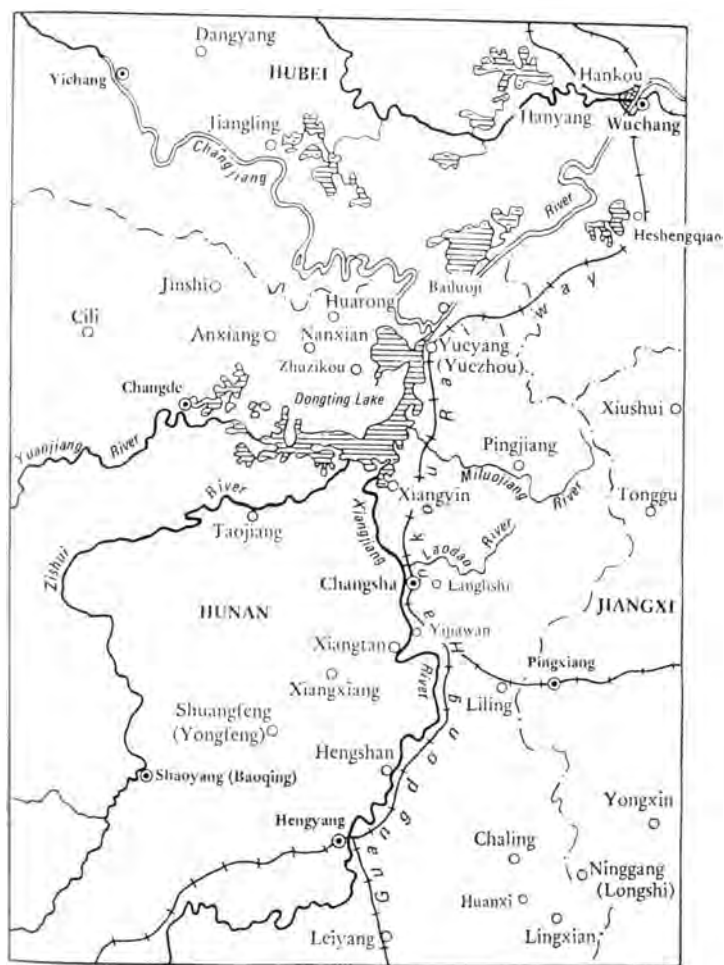 Dangyang
HUBEI
Yichang
Hankou
Hanyang
Wuchang
Jiangling
Changjiang
River
Heshengqiao
Jinshi
Huarong
Bailuoji
Cili
Anxiang
Nanxian
Yueyang
(Yuezhou)
Zhuzikou
Changde
Dongting Lake
Xiushui
Yuanjiang
River
Pingjiang
Miluojiang
River
Xiangyin
Tonggu
River
Taojiang
Zishui
Xiangjiang
Laodao
River
Changsha
Langlishi
HUNAN
JIANGXI
Yijiawan
Xiangtan
River
Pingxiang
Xiangxiang
Liling
Shuangfeng
(Yongfeng)
Hengshan
Shaoyang (Baoqing)
Yongxin
Hengyang
Chaling
Ninggang
(Longshi)
Huanxi
Lingxian
Leiyang
Railway